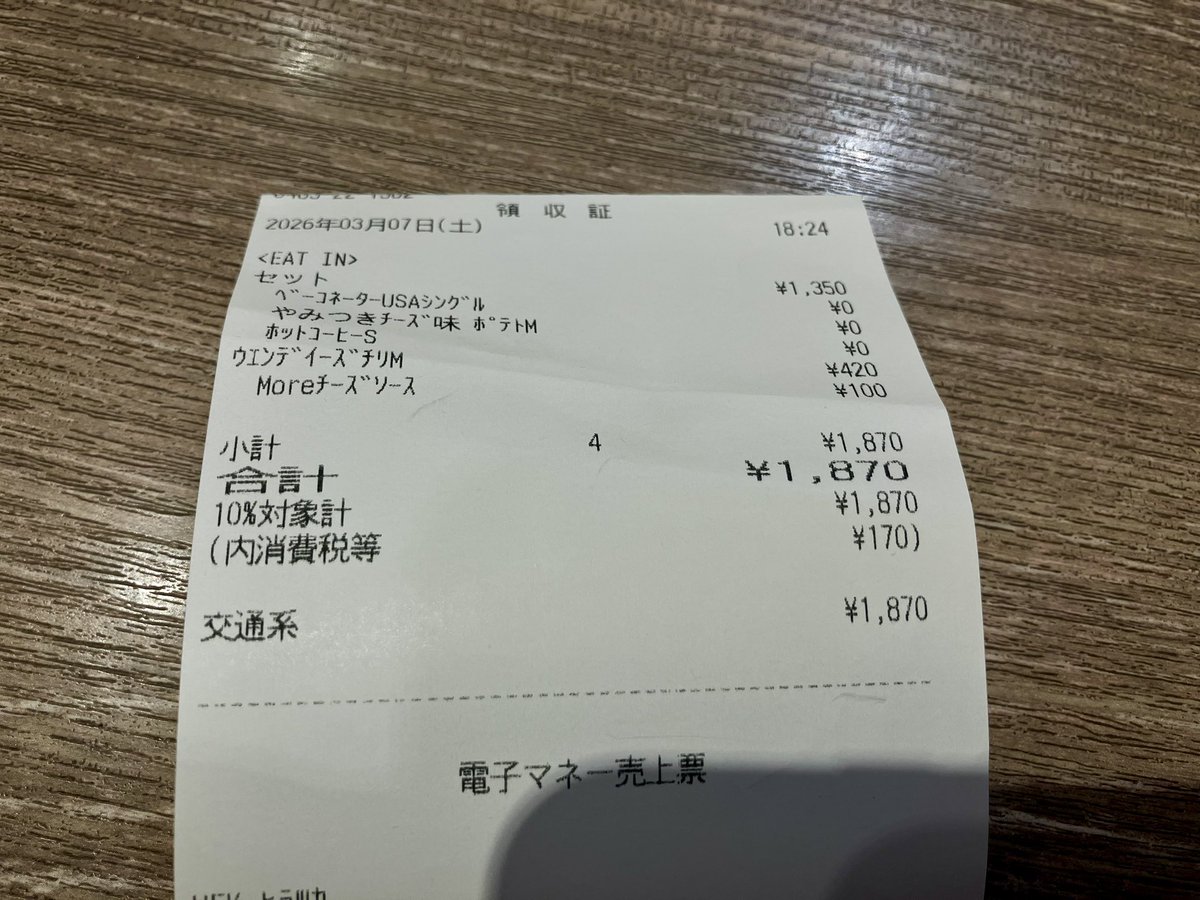 領 収 証
2026年03月07日(土) 18:24
<EAT IN>
セット ¥1,350
ベーコネーターUSAシングル ¥0
やみつきチーズ味 ポテトM ¥0
ホットコーヒーS ¥0
ウエンディーズチリM ¥420
Moreチーズソース ¥100
小計 4 ¥1,870
合計 ¥1,870
10%対象計 ¥1,870
(内消費税等 ¥170)
交通系 ¥1,870
電子マネー売上票